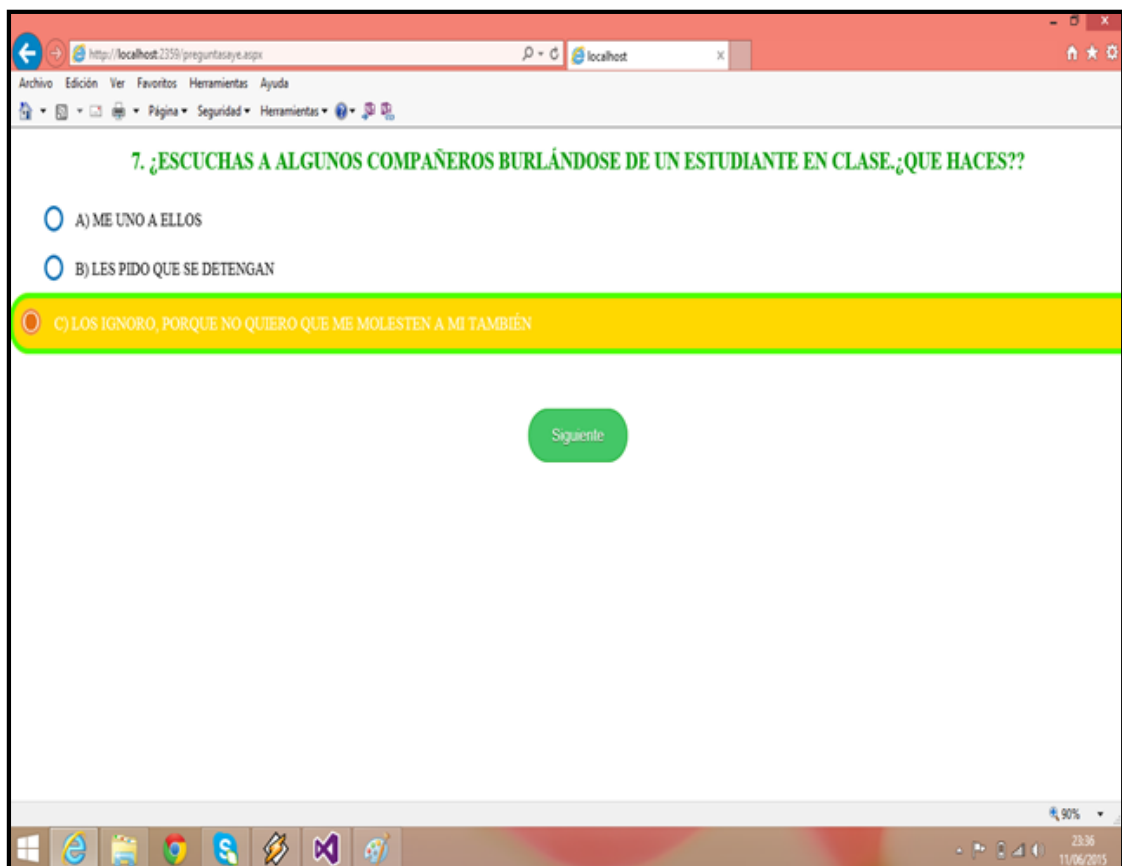 http://localhost:2359/preguntasaye.aspx
localhost
Archivo Edición Ver Favoritos Herramientas Ayuda
Página Seguridad Herramientas
7. ¿ESCUCHAS A ALGUNOS COMPAÑEROS BURLÁNDOSE DE UN ESTUDIANTE EN CLASE.¿QUE HACES??
A) ME UNO A ELLOS
B) LES PIDO QUE SE DETENGAN
C) LOS IGNORO, PORQUE NO QUIERO QUE ME MOLESTEN A MI TAMBIÉN
Siguiente
90%
23:36
11/06/2015